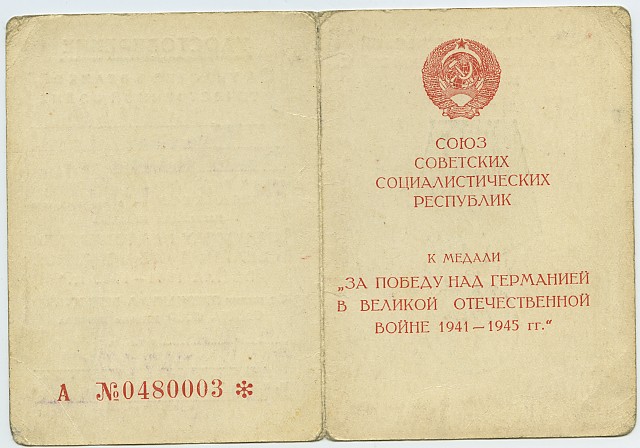 СОЮЗ
СОВЕТСКИХ
СОЦИАЛИСТИЧЕСКИХ
РЕСПУБЛИК
К МЕДАЛИ
„ЗА ПОБЕДУ НАД ГЕРМАНИЕЙ
В ВЕЛИКОЙ ОТЕЧЕСТВЕННОЙ
ВОЙНЕ 1941—1945 гг.“
А №0480003 *